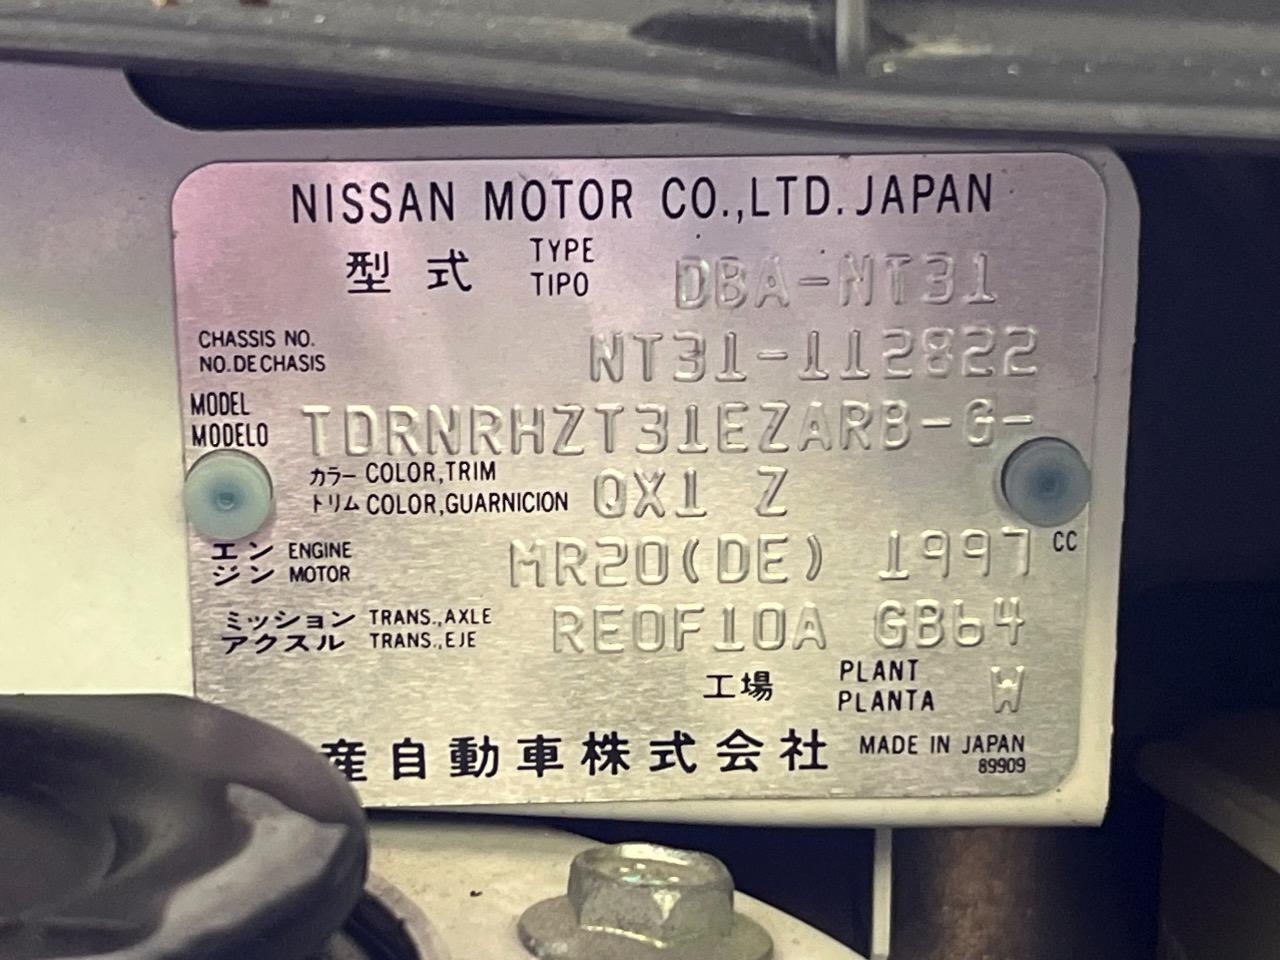 NISSAN MOTOR CO.,LTD. JAPAN
型式 TYPE TIPO DBA-NT31
CHASSIS NO. NT31-112822
NO. DE CHASIS
MODEL TDRNRHZT31EZARB-G-
MODELO
カラー COLOR,TRIM QX1 Z
トリム COLOR,GUARNICION
エン ENGINE MR20(DE) 1997 CC
ジン MOTOR
ミッション TRANS.,AXLE RE0F10A GB64
アクスル TRANS.,EJE
工場 PLANT W
PLANTA
産自動車株式会社 MADE IN JAPAN
89909